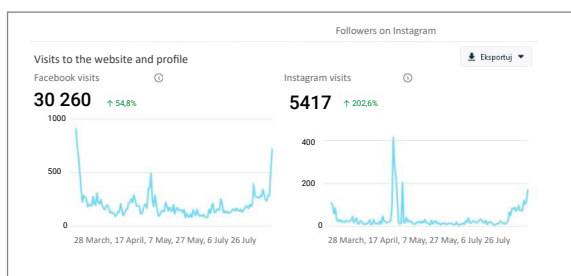 Followers on Instagram
Visits to the website and profile
Eksportuj
Facebook visits
30 260 ↑ 54,8%
1000
500
0
28 March, 17 April, 7 May, 27 May, 6 July 26 July
Instagram visits
5417 ↑ 202,6%
400
200
0
28 March, 17 April, 7 May, 27 May, 6 July 26 July